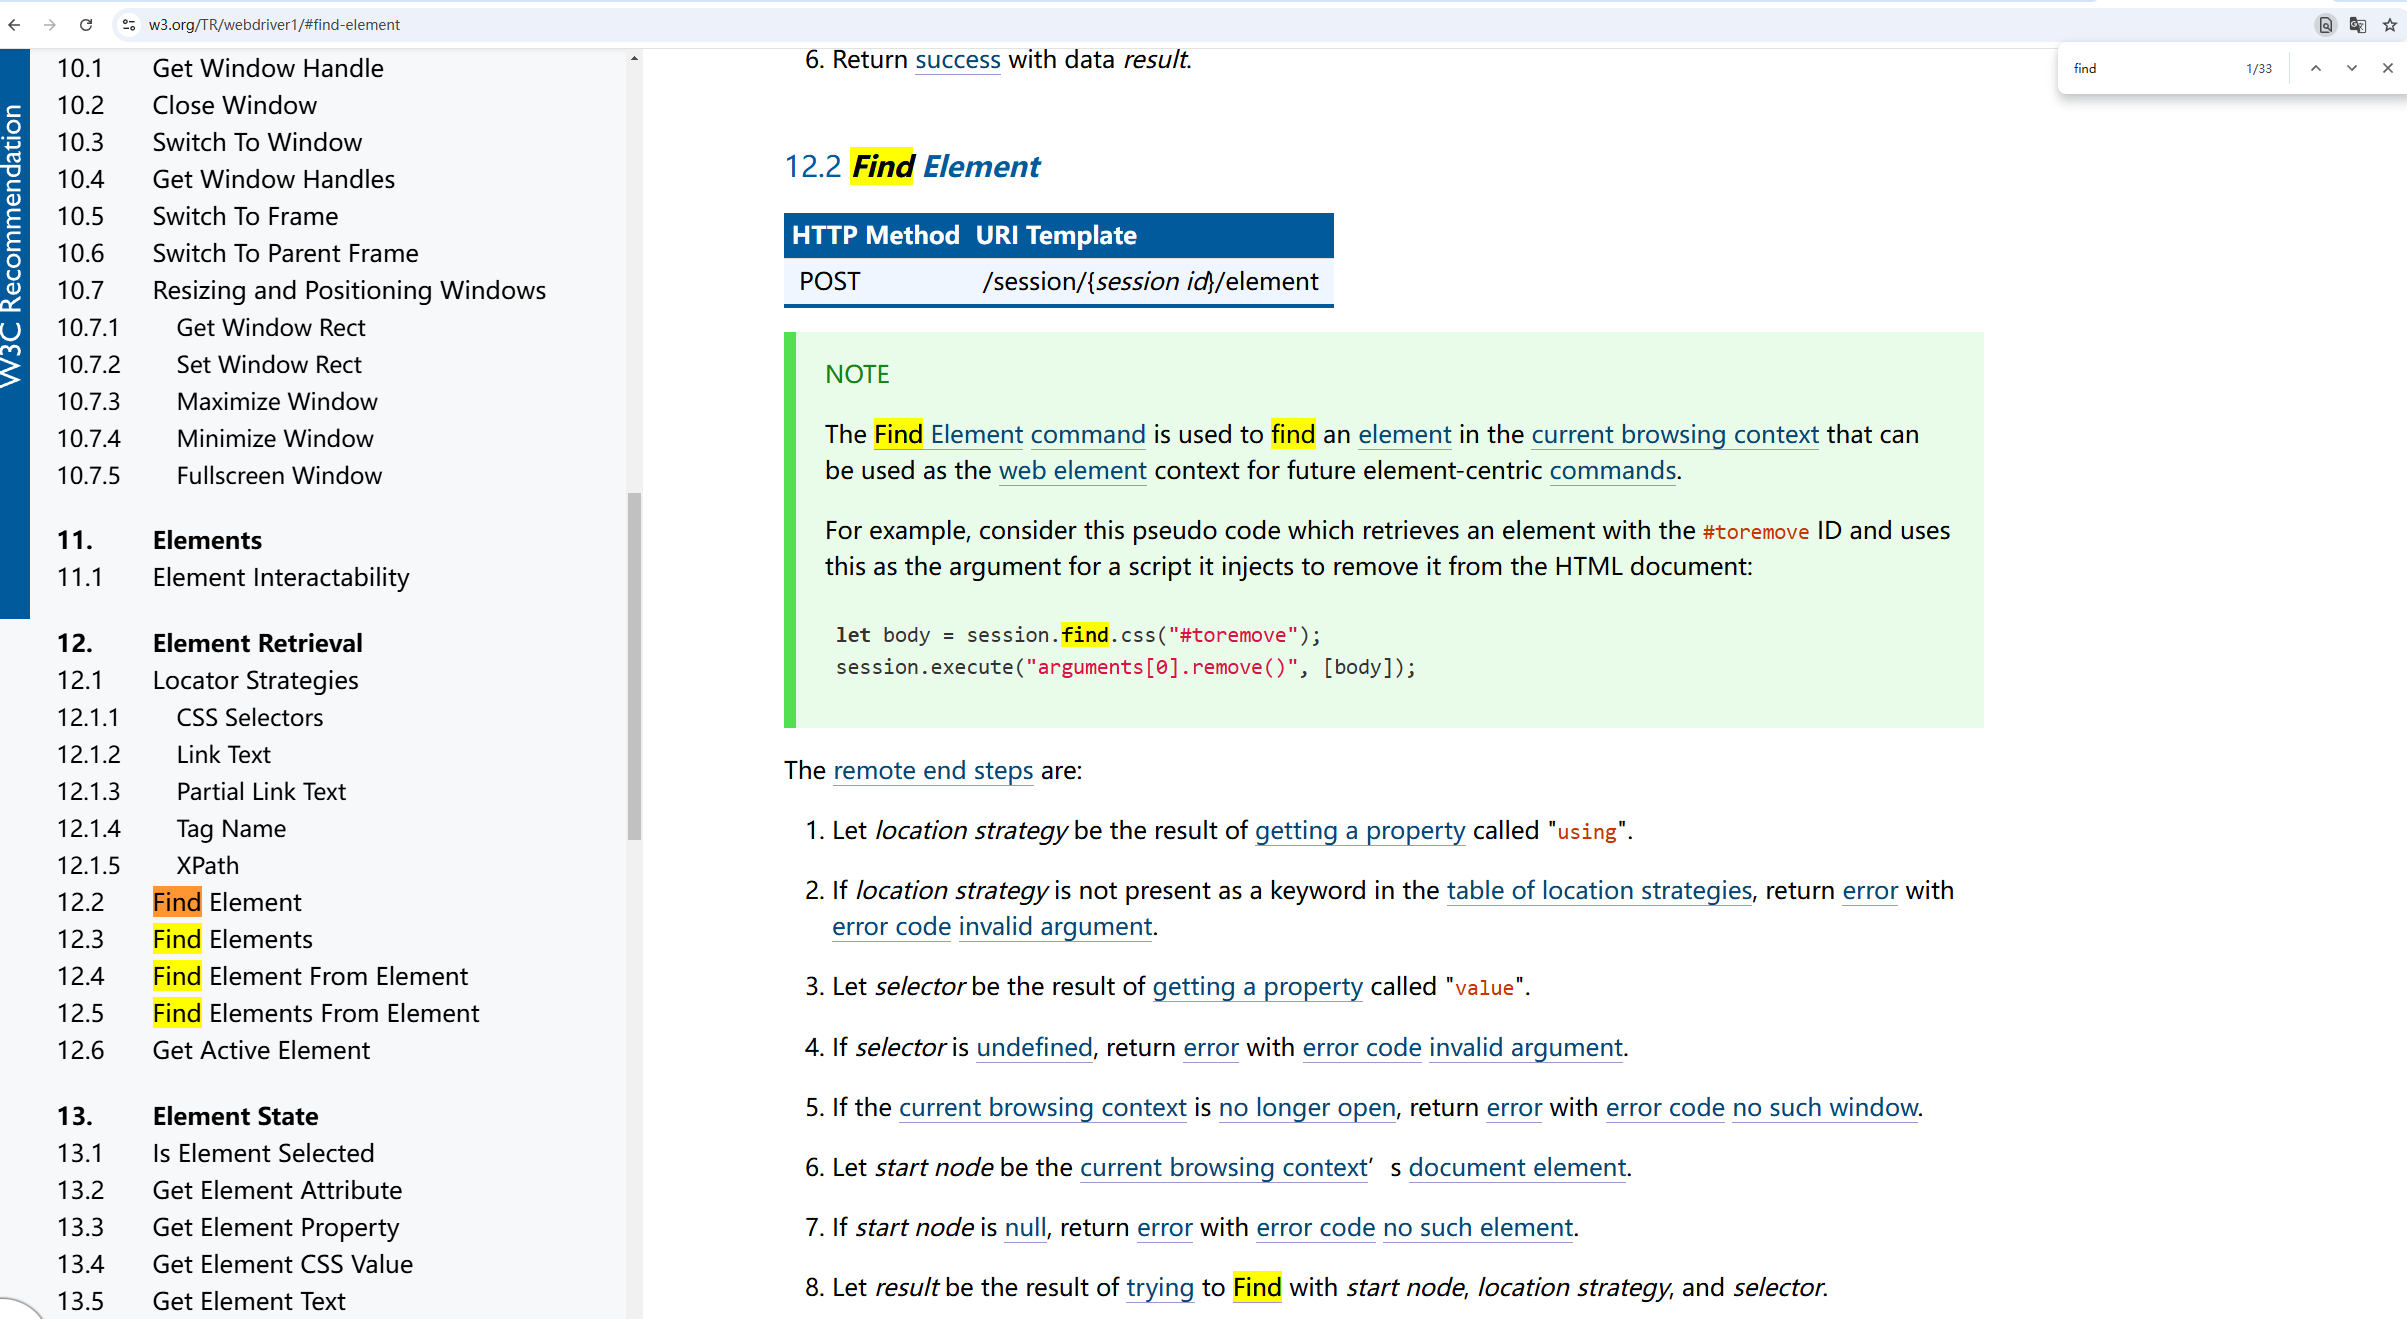 w3.org/TR/webdriver1/#find-element
find
1/33
W3C Recommendation
10.1 Get Window Handle
10.2 Close Window
10.3 Switch To Window
10.4 Get Window Handles
10.5 Switch To Frame
10.6 Switch To Parent Frame
10.7 Resizing and Positioning Windows
10.7.1 Get Window Rect
10.7.2 Set Window Rect
10.7.3 Maximize Window
10.7.4 Minimize Window
10.7.5 Fullscreen Window
11. Elements
11.1 Element Interactability
12. Element Retrieval
12.1 Locator Strategies
12.1.1 CSS Selectors
12.1.2 Link Text
12.1.3 Partial Link Text
12.1.4 Tag Name
12.1.5 XPath
12.2 Find Element
12.3 Find Elements
12.4 Find Element From Element
12.5 Find Elements From Element
12.6 Get Active Element
13. Element State
13.1 Is Element Selected
13.2 Get Element Attribute
13.3 Get Element Property
13.4 Get Element CSS Value
13.5 Get Element Text
6. Return success with data result.
12.2 Find Element
HTTP Method URI Template
POST /session/{session id}/element
NOTE
The Find Element command is used to find an element in the current browsing context that can
be used as the web element context for future element-centric commands.
For example, consider this pseudo code which retrieves an element with the #toremove ID and uses
this as the argument for a script it injects to remove it from the HTML document:
let body = session.find.css("#toremove");
session.execute("arguments[0].remove()", [body]);
The remote end steps are:
1. Let location strategy be the result of getting a property called "using".
2. If location strategy is not present as a keyword in the table of location strategies, return error with
error code invalid argument.
3. Let selector be the result of getting a property called "value".
4. If selector is undefined, return error with error code invalid argument.
5. If the current browsing context is no longer open, return error with error code no such window.
6. Let start node be the current browsing context’s document element.
7. If start node is null, return error with error code no such element.
8. Let result be the result of trying to Find with start node, location strategy, and selector.